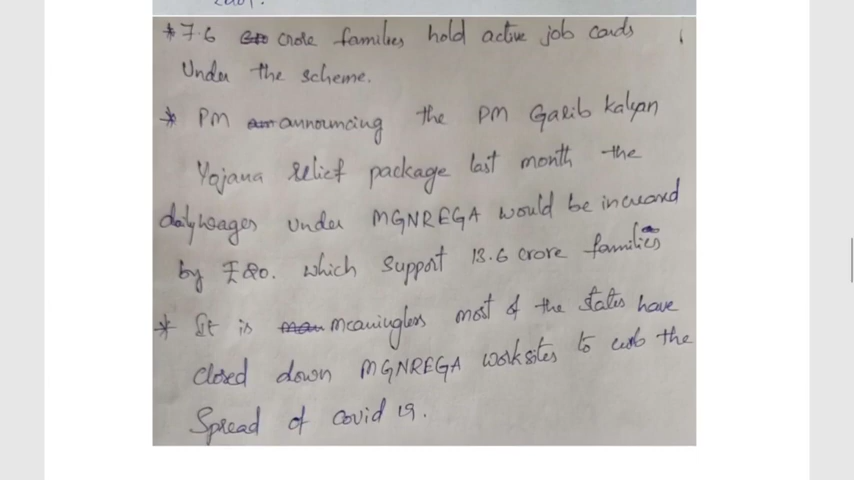 2001.
* 7.6 crore families hold active job cards
Under the scheme.
* PM announcing the PM Garib Kalyan
Yojana relief package last month the
daily wages under MGNREGA would be increased
by ₹20. which support 13.6 crore families
* It is meaningless most of the states have
closed down MGNREGA worksites to curb the
Spread of Covid 19.